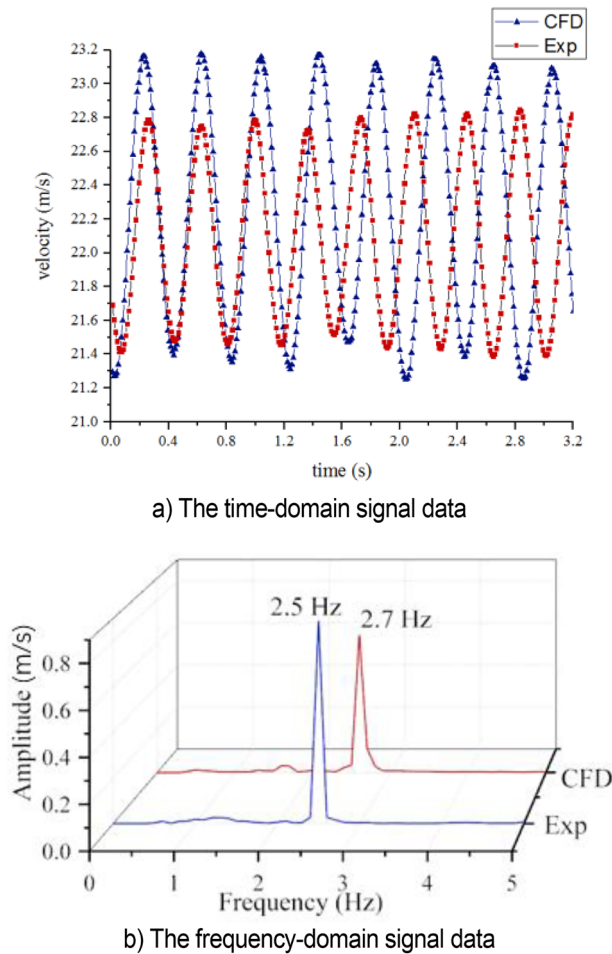 CFD
Exp
23.2
23.0
22.8
22.6
22.4
22.2
22.0
21.8
21.6
21.4
21.2
21.0
velocity (m/s)
0.0 0.4 0.8 1.2 1.6 2.0 2.4 2.8 3.2
time (s)
a) The time-domain signal data
2.5 Hz
2.7 Hz
0.8
0.6
0.4
0.2
0.0
Amplitude (m/s)
CFD
Exp
0 1 2 3 4 5
Frequency (Hz)
b) The frequency-domain signal data